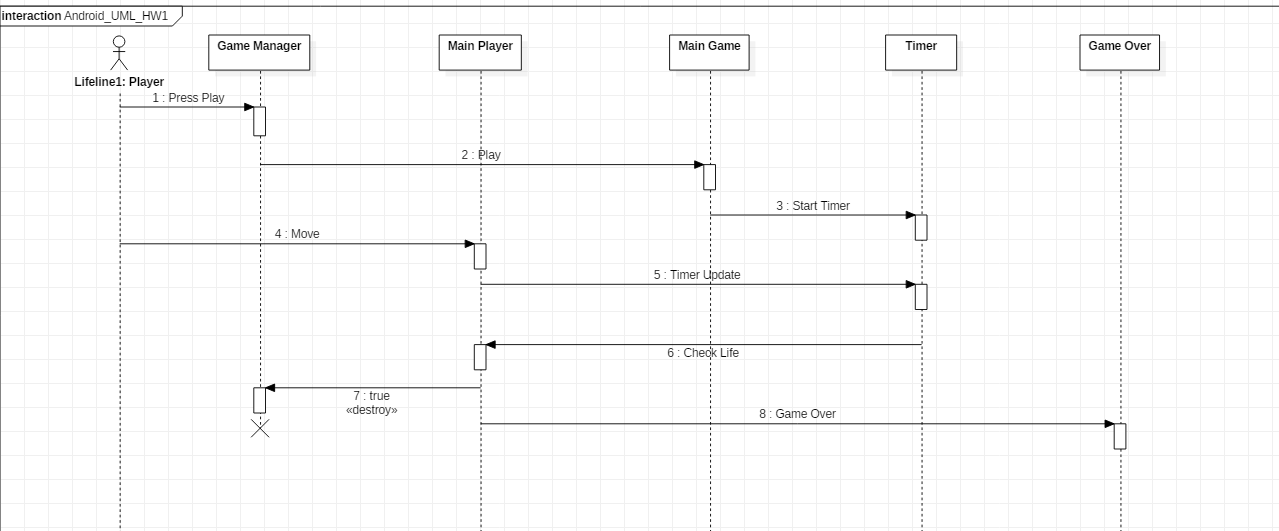 interaction Android_UML_HW1
Game Manager
Main Player
Main Game
Timer
Game Over
Lifeline1: Player
1 : Press Play
2 : Play
3 : Start Timer
4 : Move
5 : Timer Update
6 : Check Life
7 : true
«destroy»
8 : Game Over